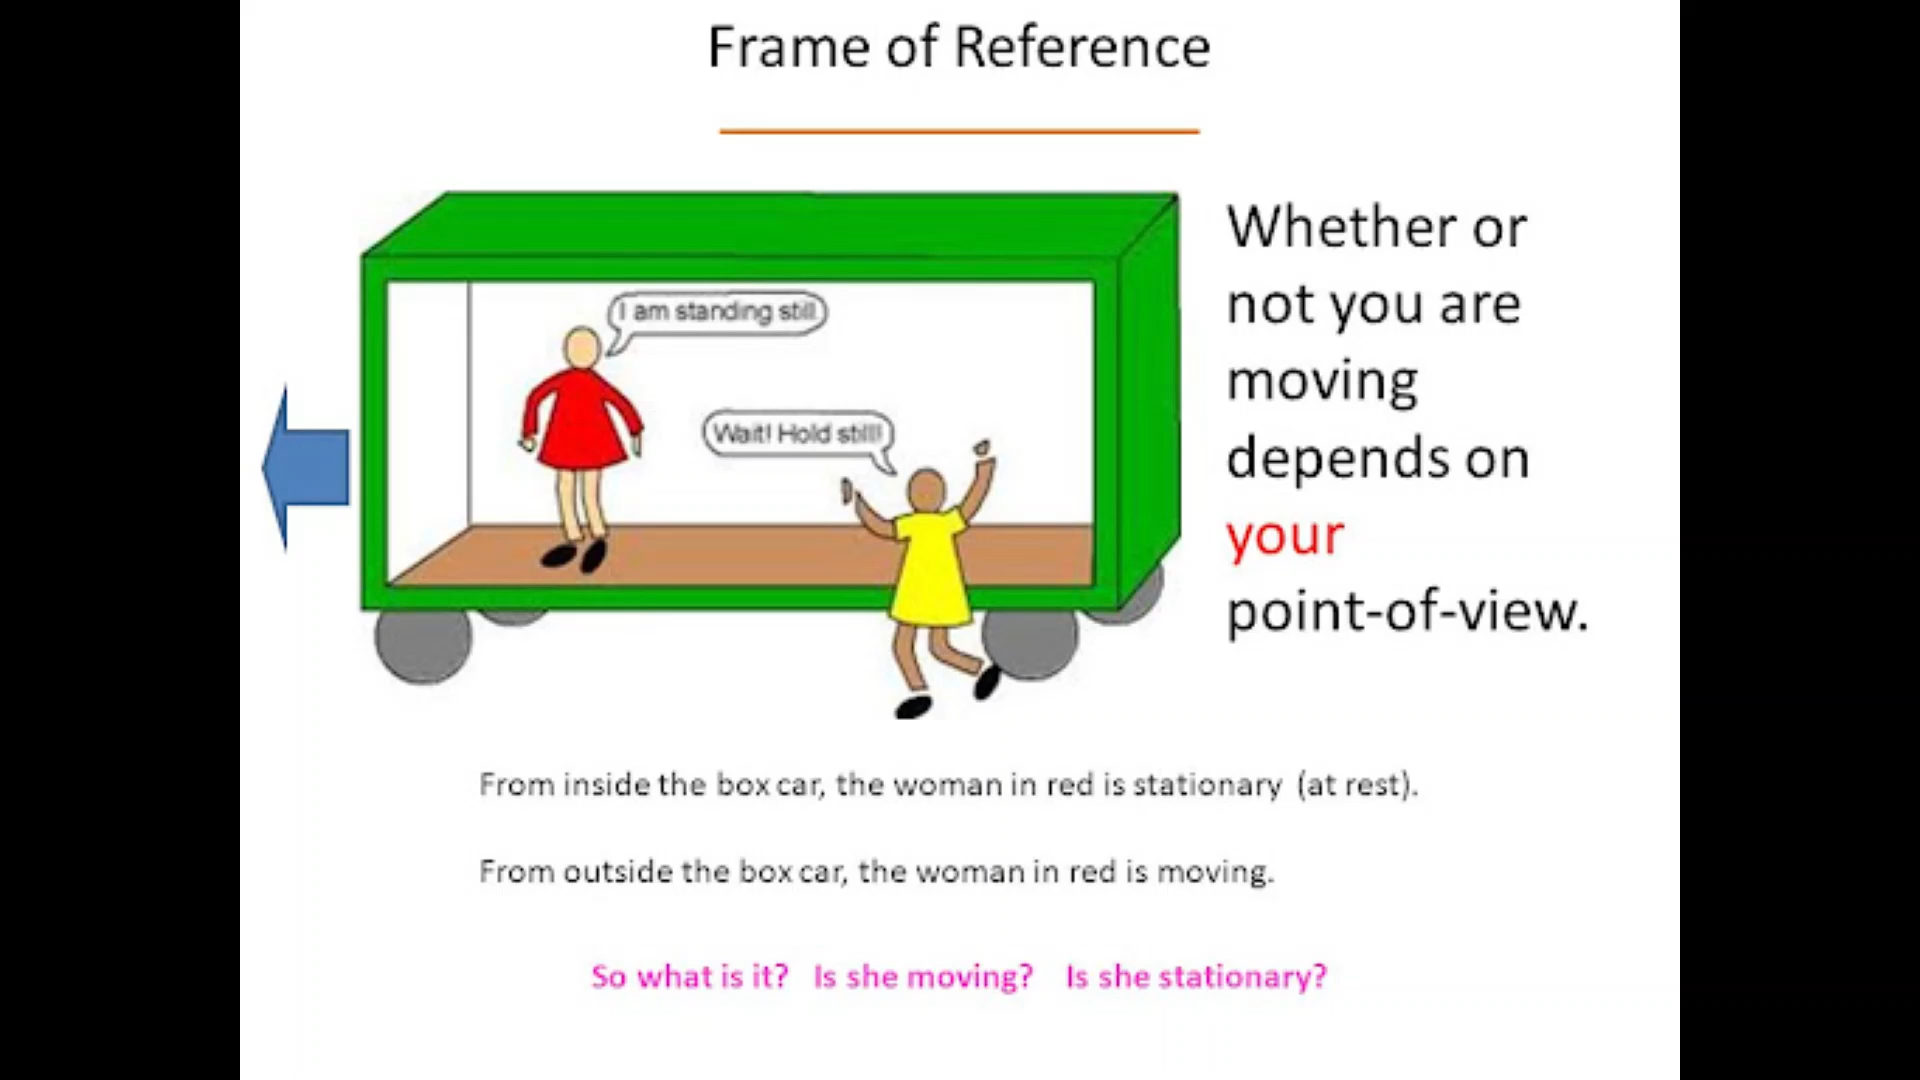 Frame of Reference
I am standing still
Wait! Hold still!
Whether or
not you are
moving
depends on
your
point-of-view.
From inside the box car, the woman in red is stationary (at rest).
From outside the box car, the woman in red is moving.
So what is it? Is she moving? Is she stationary?